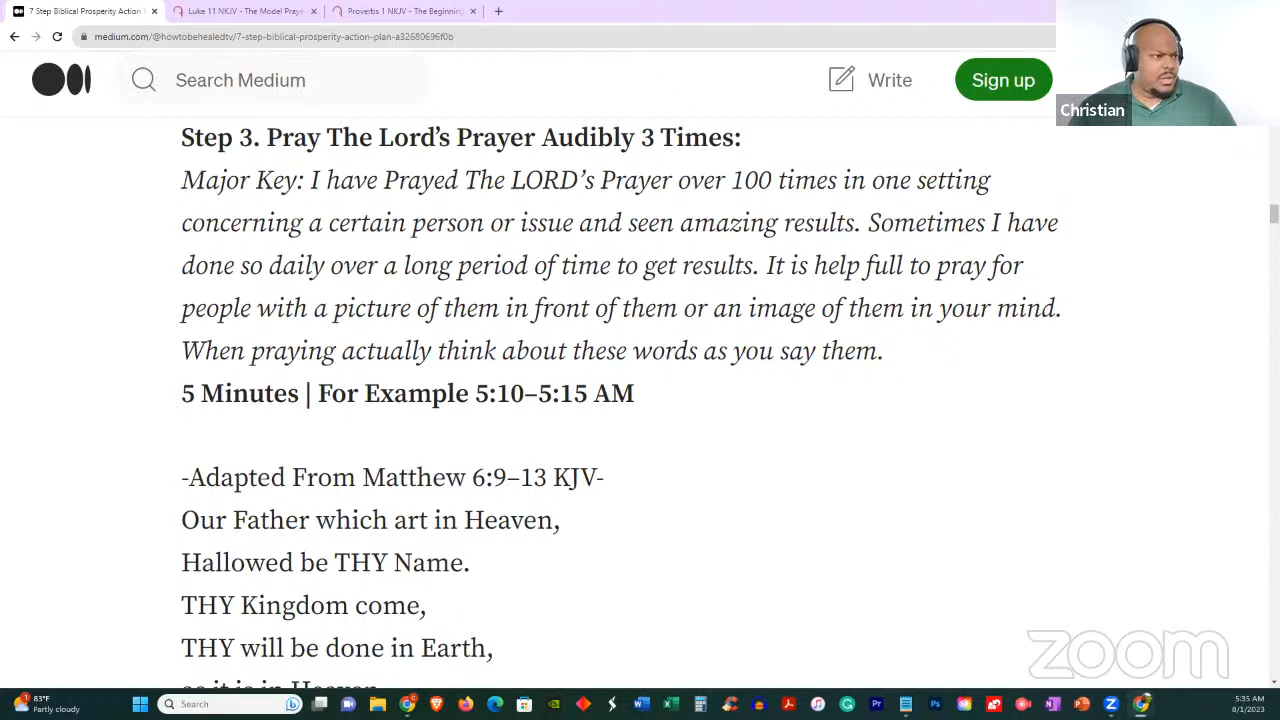 7 Step Biblical Prosperity Action
Luke 11 NKJV - The Model Praye
Proverbs 1 NKJV - The Beginning
medium.com/@howtobehealedtv/7-step-biblical-prosperity-action-plan-a32680696f0b
Search Medium
Write
Sign up
Christian
Step 3. Pray The Lord’s Prayer Audibly 3 Times:
Major Key: I have Prayed The LORD’s Prayer over 100 times in one setting
concerning a certain person or issue and seen amazing results. Sometimes I have
done so daily over a long period of time to get results. It is help full to pray for
people with a picture of them in front of them or an image of them in your mind.
When praying actually think about these words as you say them.
5 Minutes | For Example 5:10–5:15 AM
-Adapted From Matthew 6:9–13 KJV-
Our Father which art in Heaven,
Hallowed be THY Name.
THY Kingdom come,
THY will be done in Earth,
as it is in Heaven
zoom
83°F
Partly cloudy
Search
5:35 AM
8/1/2023